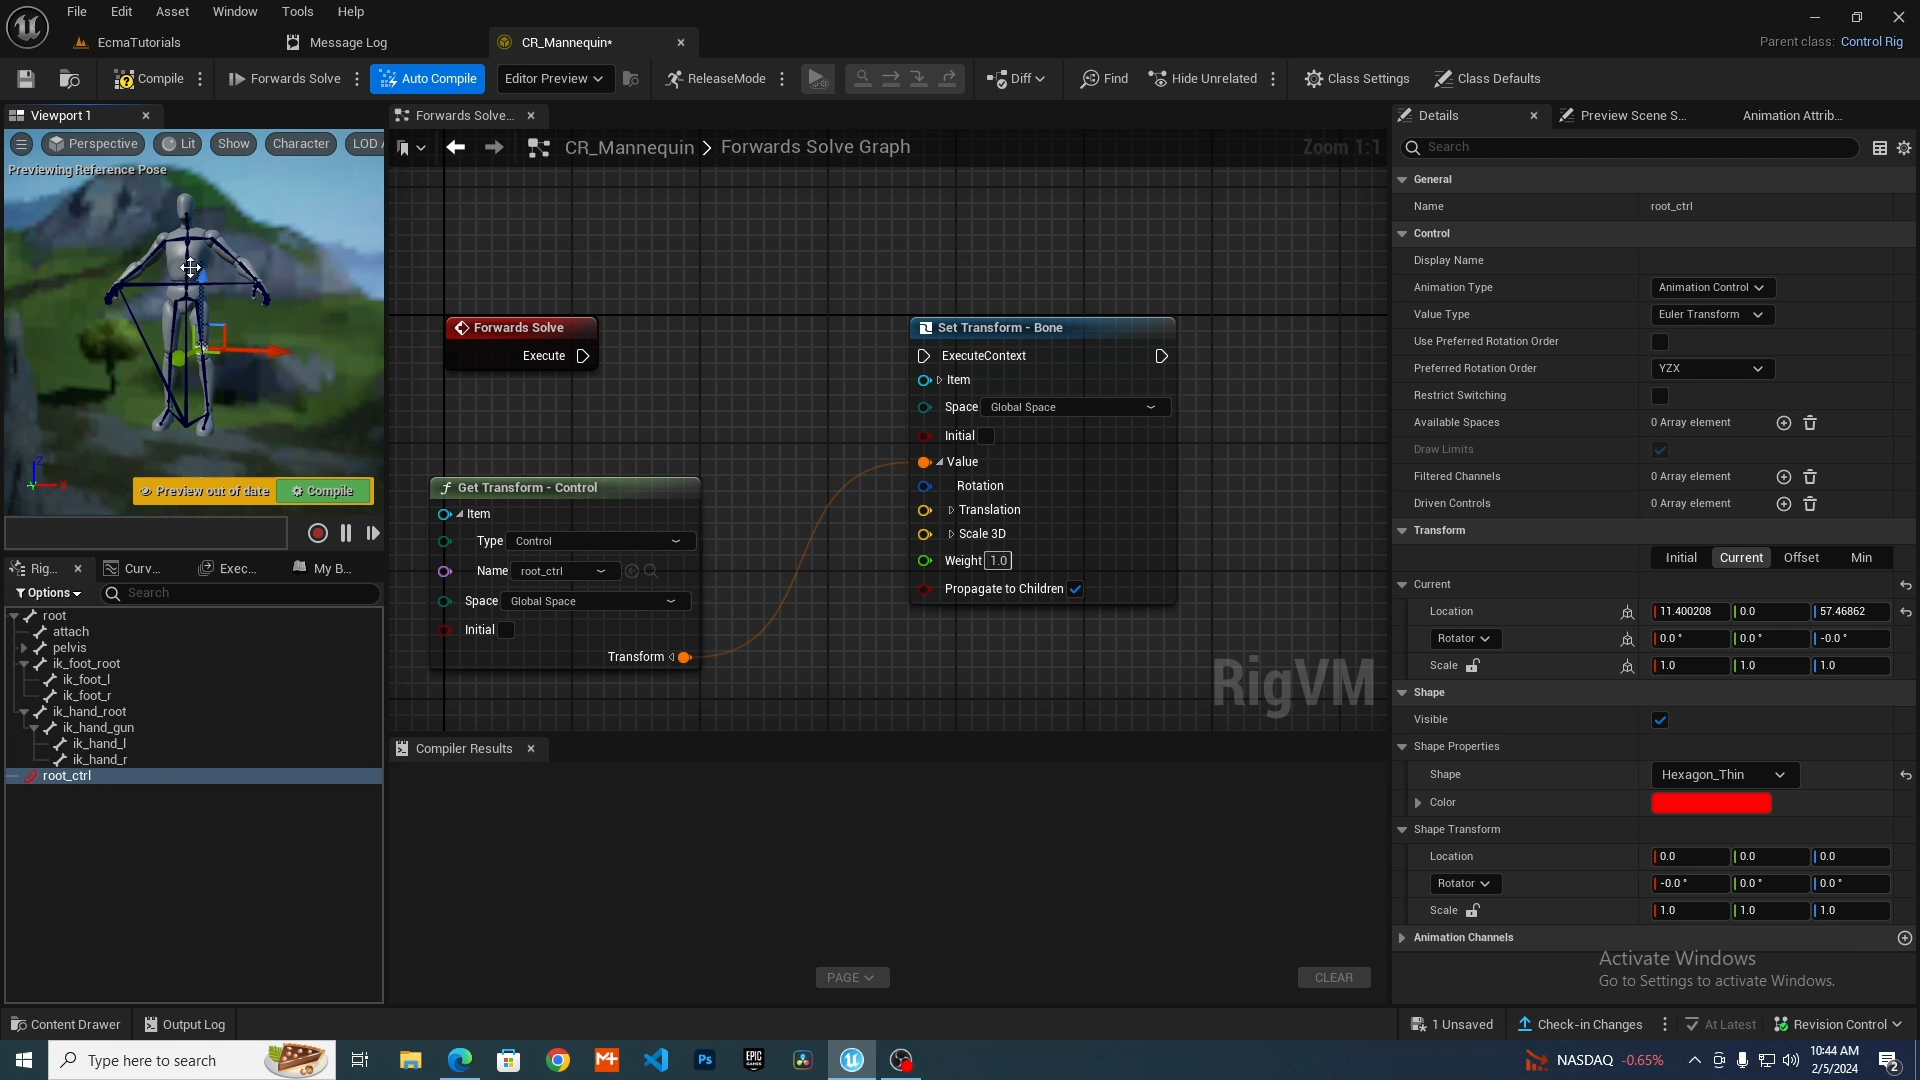 File Edit Asset Window Tools Help
EcmaTutorials
Message Log
CR_Mannequin*
Parent class: Control Rig
Compile
Forwards Solve
Auto Compile
Editor Preview
ReleaseMode
Diff
Find
Hide Unrelated
Class Settings
Class Defaults
Viewport 1
Perspective
Lit
Show
Character
LOD
Previewing Reference Pose
Z
X
Preview out of date
Compile
Forwards Solve...
CR_Mannequin > Forwards Solve Graph
Zoom 1:1
Forwards Solve
Execute
Set Transform - Bone
ExecuteContext
Item
Space Global Space
Initial
Value
Rotation
Translation
Scale 3D
Weight 1.0
Propagate to Children
Get Transform - Control
Item
Type Control
Name root_ctrl
Space Global Space
Initial
Transform
RigVM
Rig...
Curv...
Exec...
My B...
Options
Search
root
attach
pelvis
ik_foot_root
ik_foot_l
ik_foot_r
ik_hand_root
ik_hand_gun
ik_hand_l
ik_hand_r
root_ctrl
Compiler Results
PAGE
CLEAR
Details
Preview Scene S...
Animation Attrib...
Search
General
Name root_ctrl
Control
Display Name
Animation Type Animation Control
Value Type Euler Transform
Use Preferred Rotation Order
Preferred Rotation Order YZX
Restrict Switching
Available Spaces 0 Array element
Draw Limits
Filtered Channels 0 Array element
Driven Controls 0 Array element
Transform
Initial Current Offset Min
Current
Location 11.400208 0.0 57.46862
Rotator 0.0 ° 0.0 ° -0.0 °
Scale 1.0 1.0 1.0
Shape
Visible
Shape Properties
Shape Hexagon_Thin
Color
Shape Transform
Location 0.0 0.0 0.0
Rotator -0.0 ° 0.0 ° 0.0 °
Scale 1.0 1.0 1.0
Animation Channels
Activate Windows
Go to Settings to activate Windows.
Content Drawer
Output Log
1 Unsaved
Check-in Changes
At Latest
Revision Control
Type here to search
M+
Ps
EPIC GAMES
NASDAQ -0.65%
10:44 AM
2/5/2024
2